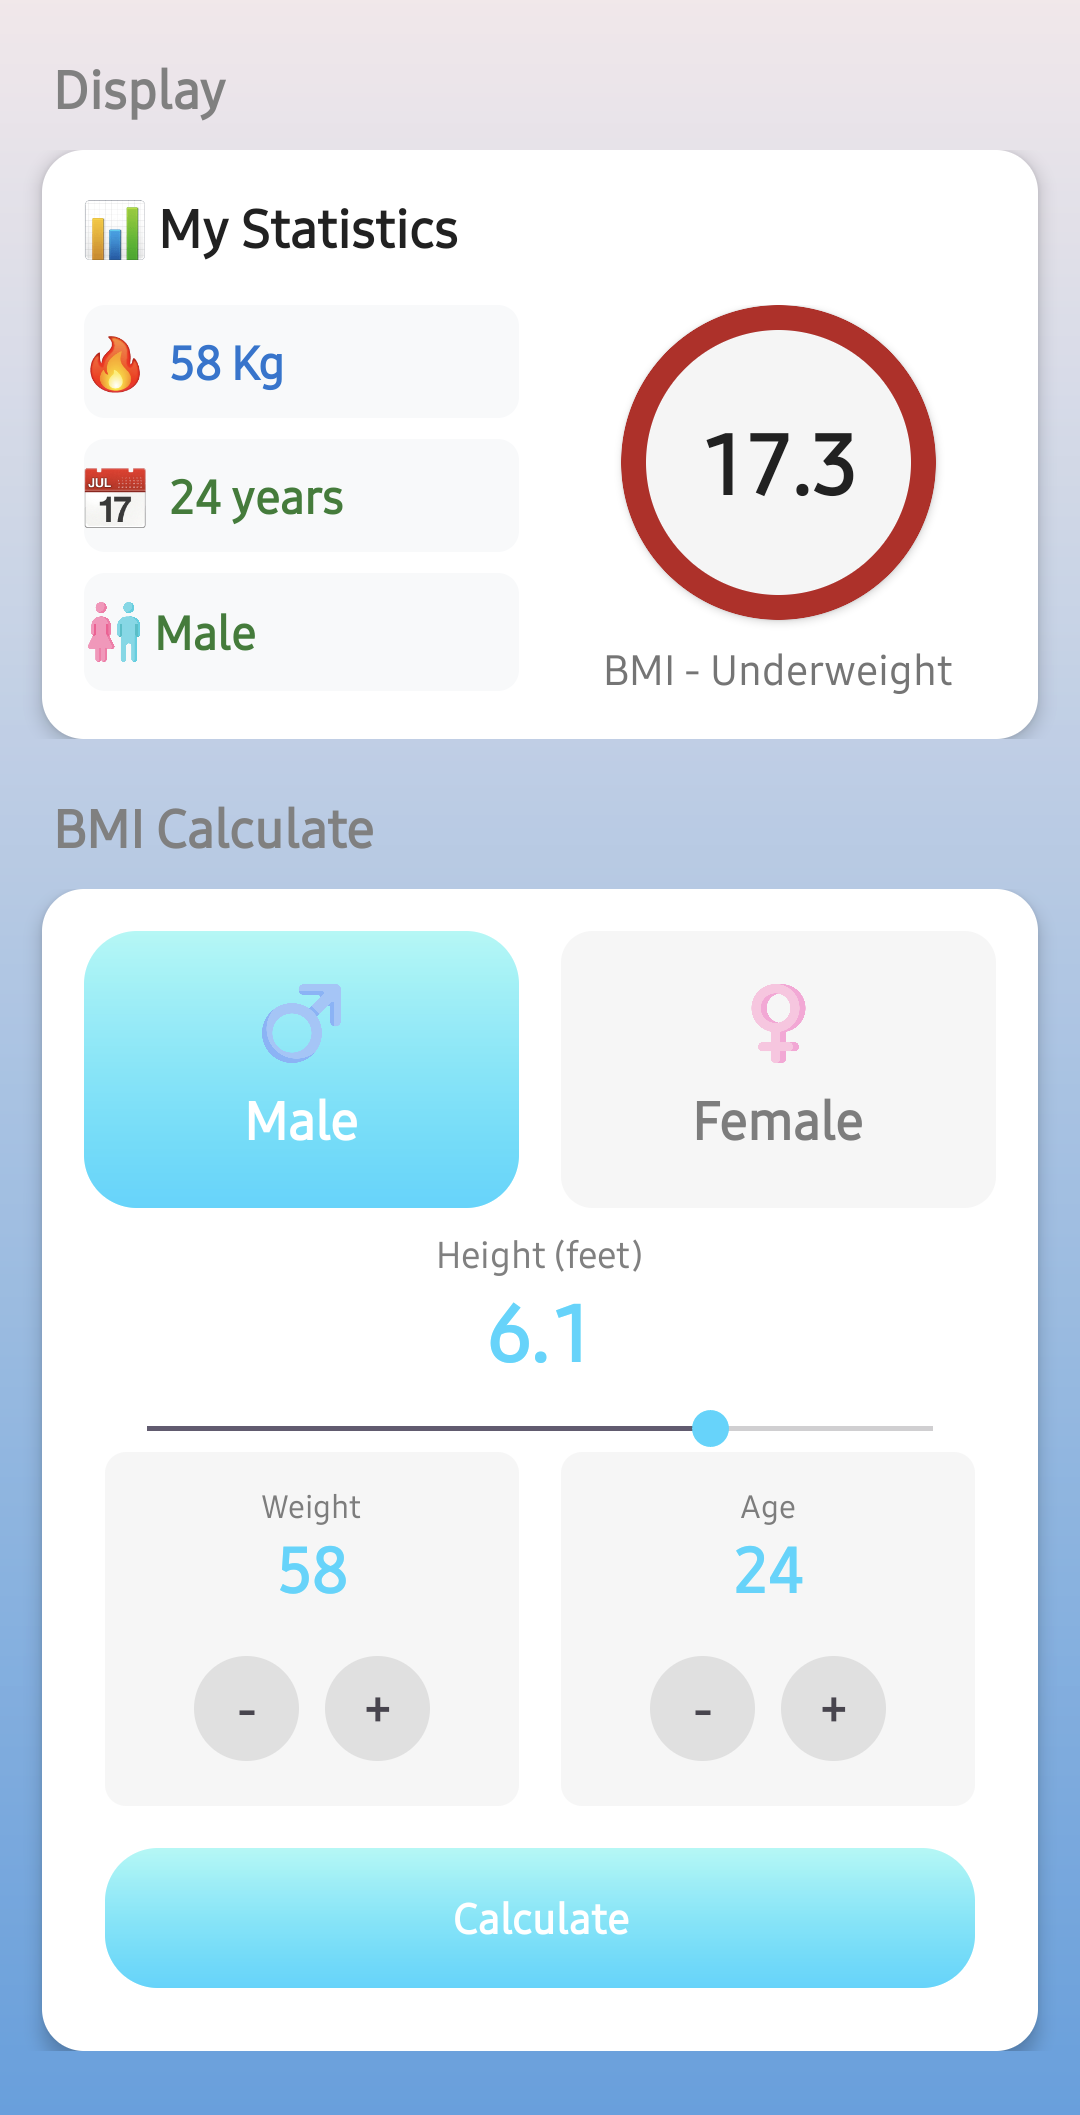 Display
My Statistics
58 Kg
JUL
17
24 years
Male
17.3
BMI - Underweight
BMI Calculate
Male
Female
Height (feet)
6.1
Weight
58
- +
Age
24
- +
Calculate